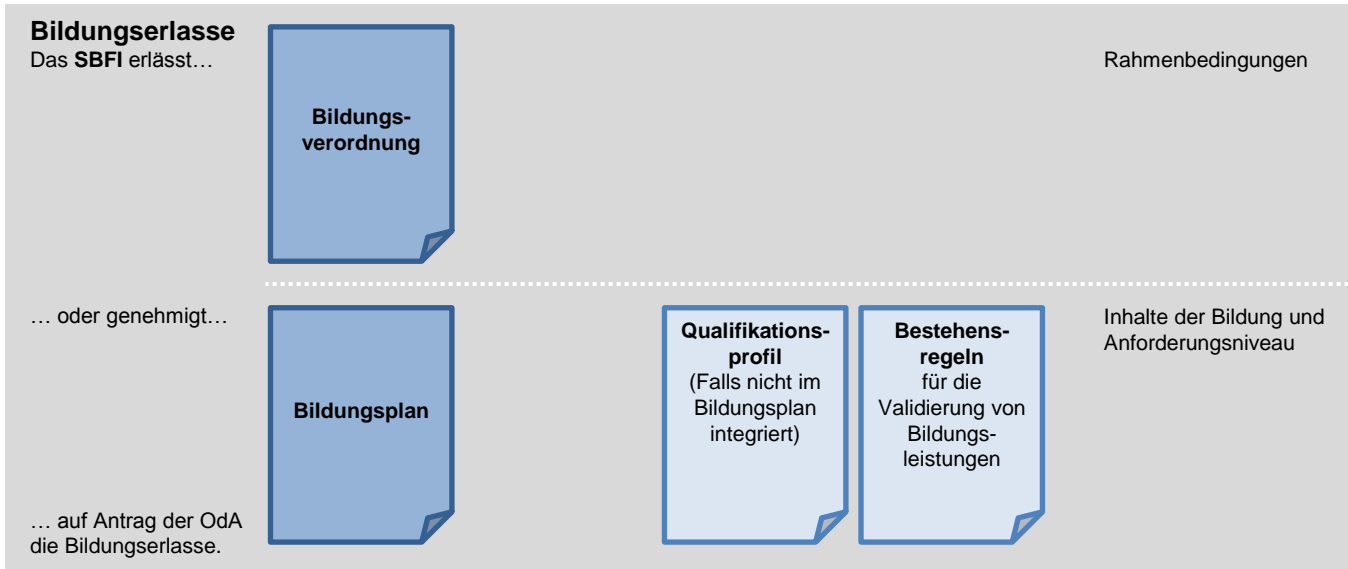 Bildungserlasse
Das SBFI erlässt…
Bildungs-
verordnung
Rahmenbedingungen
… oder genehmigt…
Bildungsplan
Qualifikations-
profil
(Falls nicht im
Bildungsplan
integriert)
Bestehens-
regeln
für die
Validierung von
Bildungs-
leistungen
Inhalte der Bildung und
Anforderungsniveau
… auf Antrag der OdA
die Bildungserlasse.